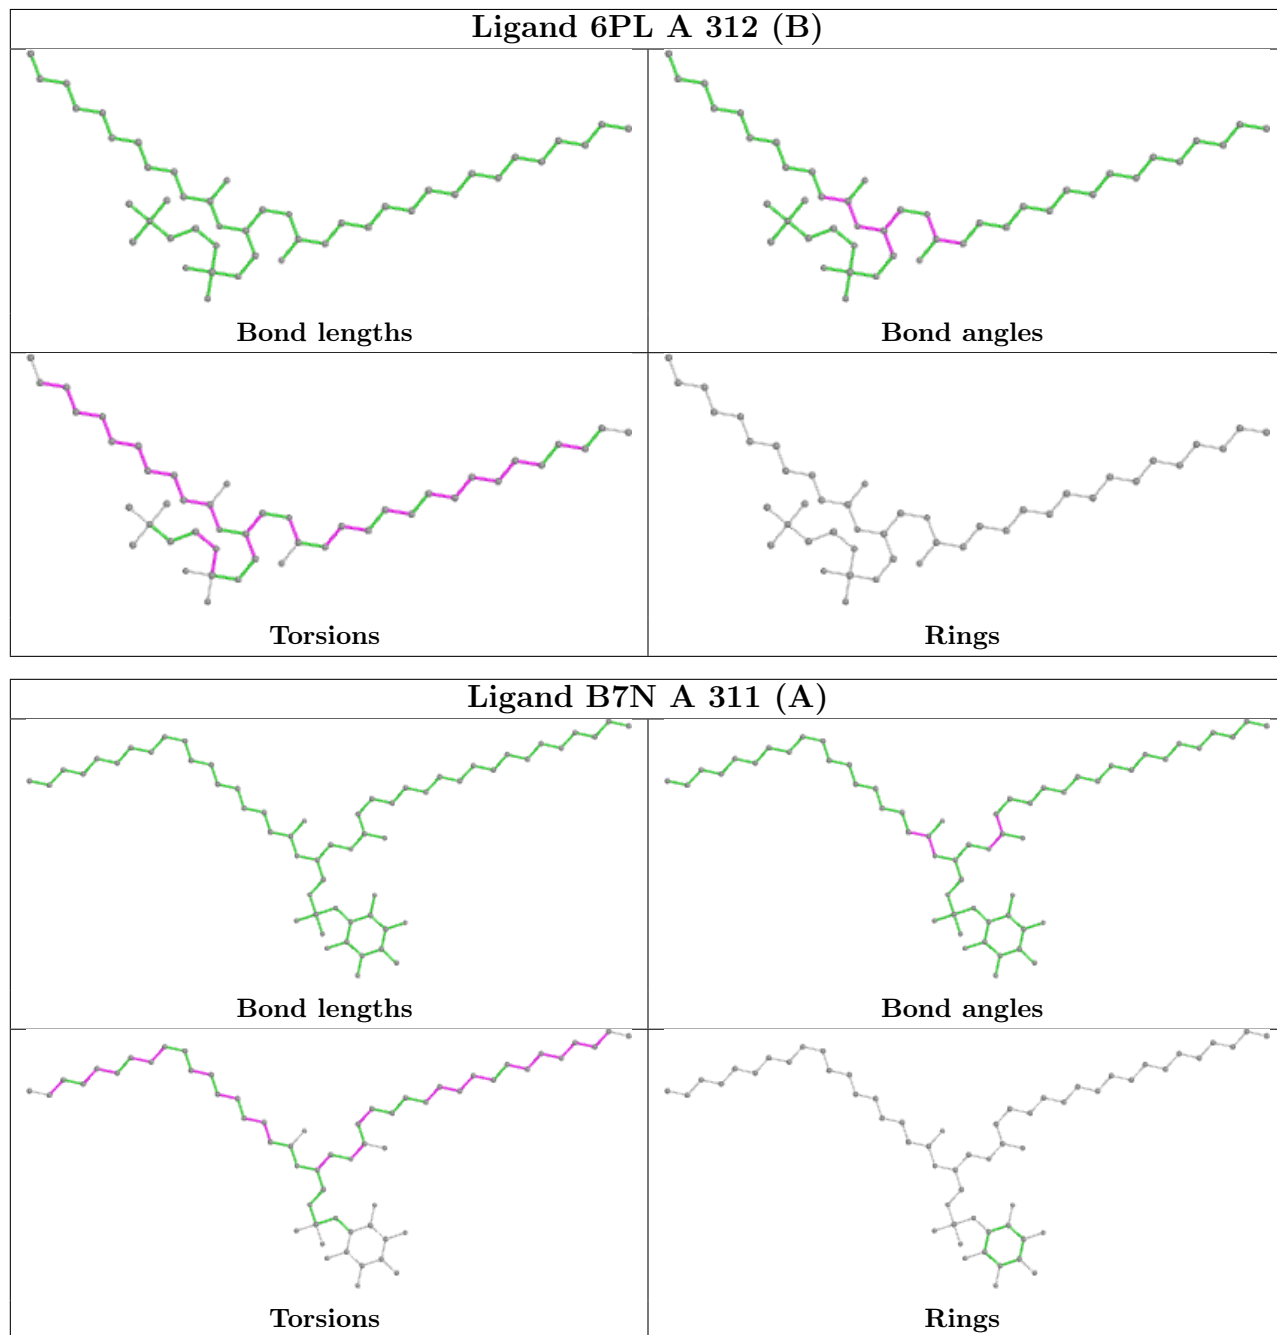 Ligand 6PL A 312 (B)
Bond lengths
Bond angles
Torsions
Rings
Ligand B7N A 311 (A)
Bond lengths
Bond angles
Torsions
Rings